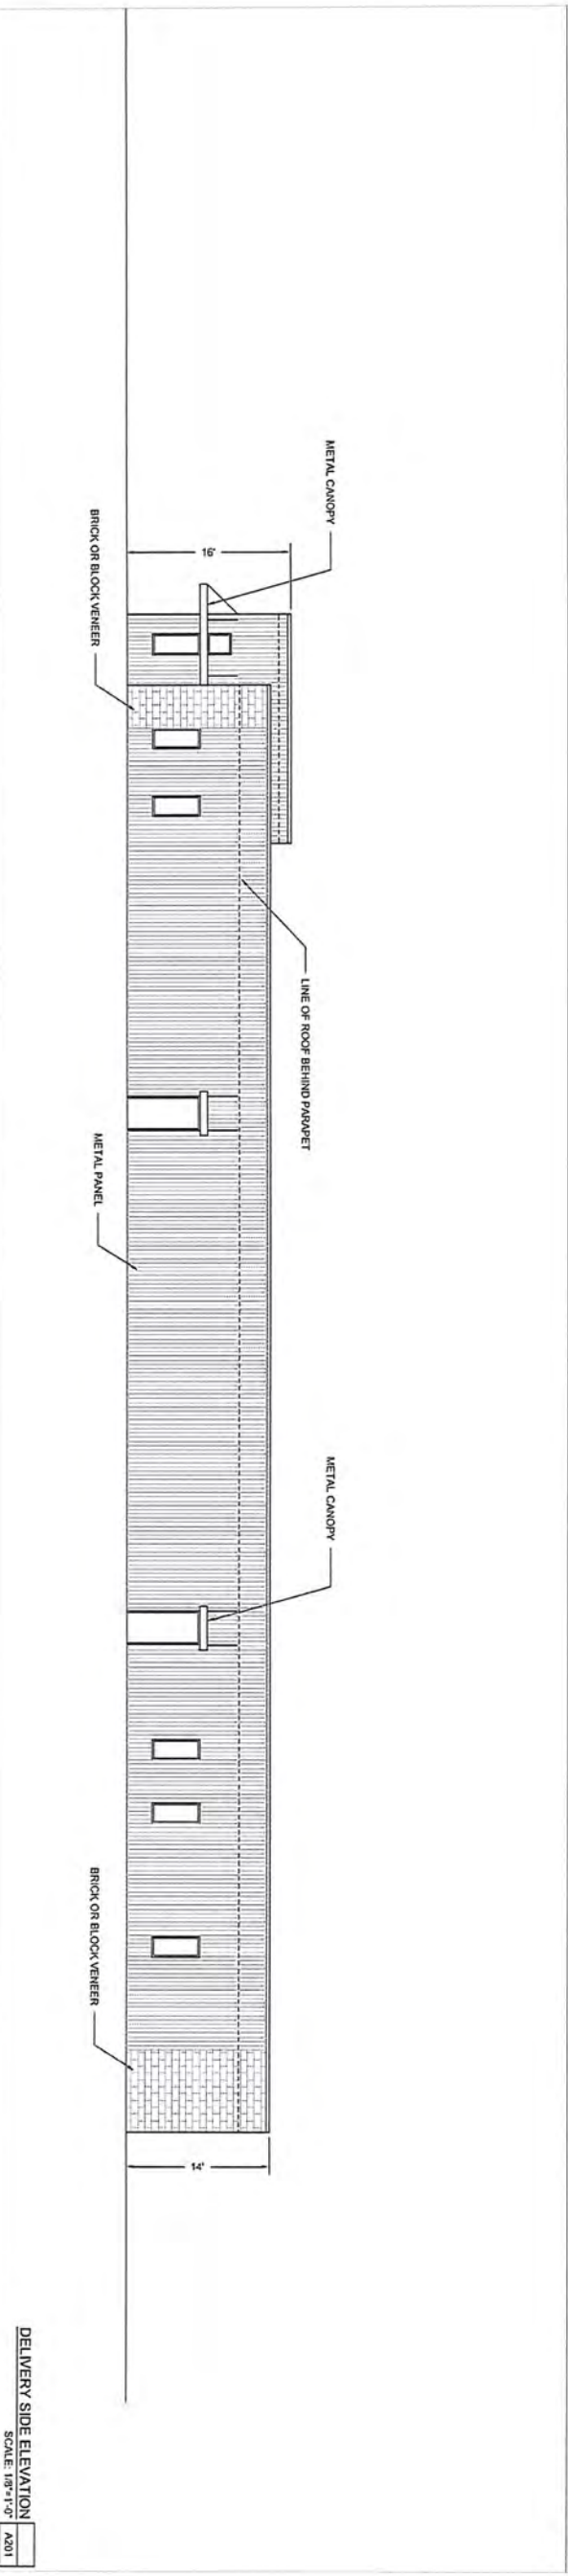 METAL CANOPY
16'
BRICK OR BLOCK VENEER
LINE OF ROOF BEHIND PARAPET
METAL PANEL
METAL CANOPY
BRICK OR BLOCK VENEER
14'
DELIVERY SIDE ELEVATION
SCALE: 1/8"=1'-0"
A201